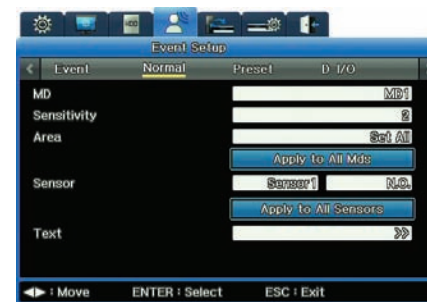 Event Setup
Event Normal Preset D I/O
MD MD1
Sensitivity 2
Area Set All
Apply to All Mds
Sensor Sensor1 N.O.
Apply to All Sensors
Text >>
◀▶ : Move ENTER : Select ESC : Exit